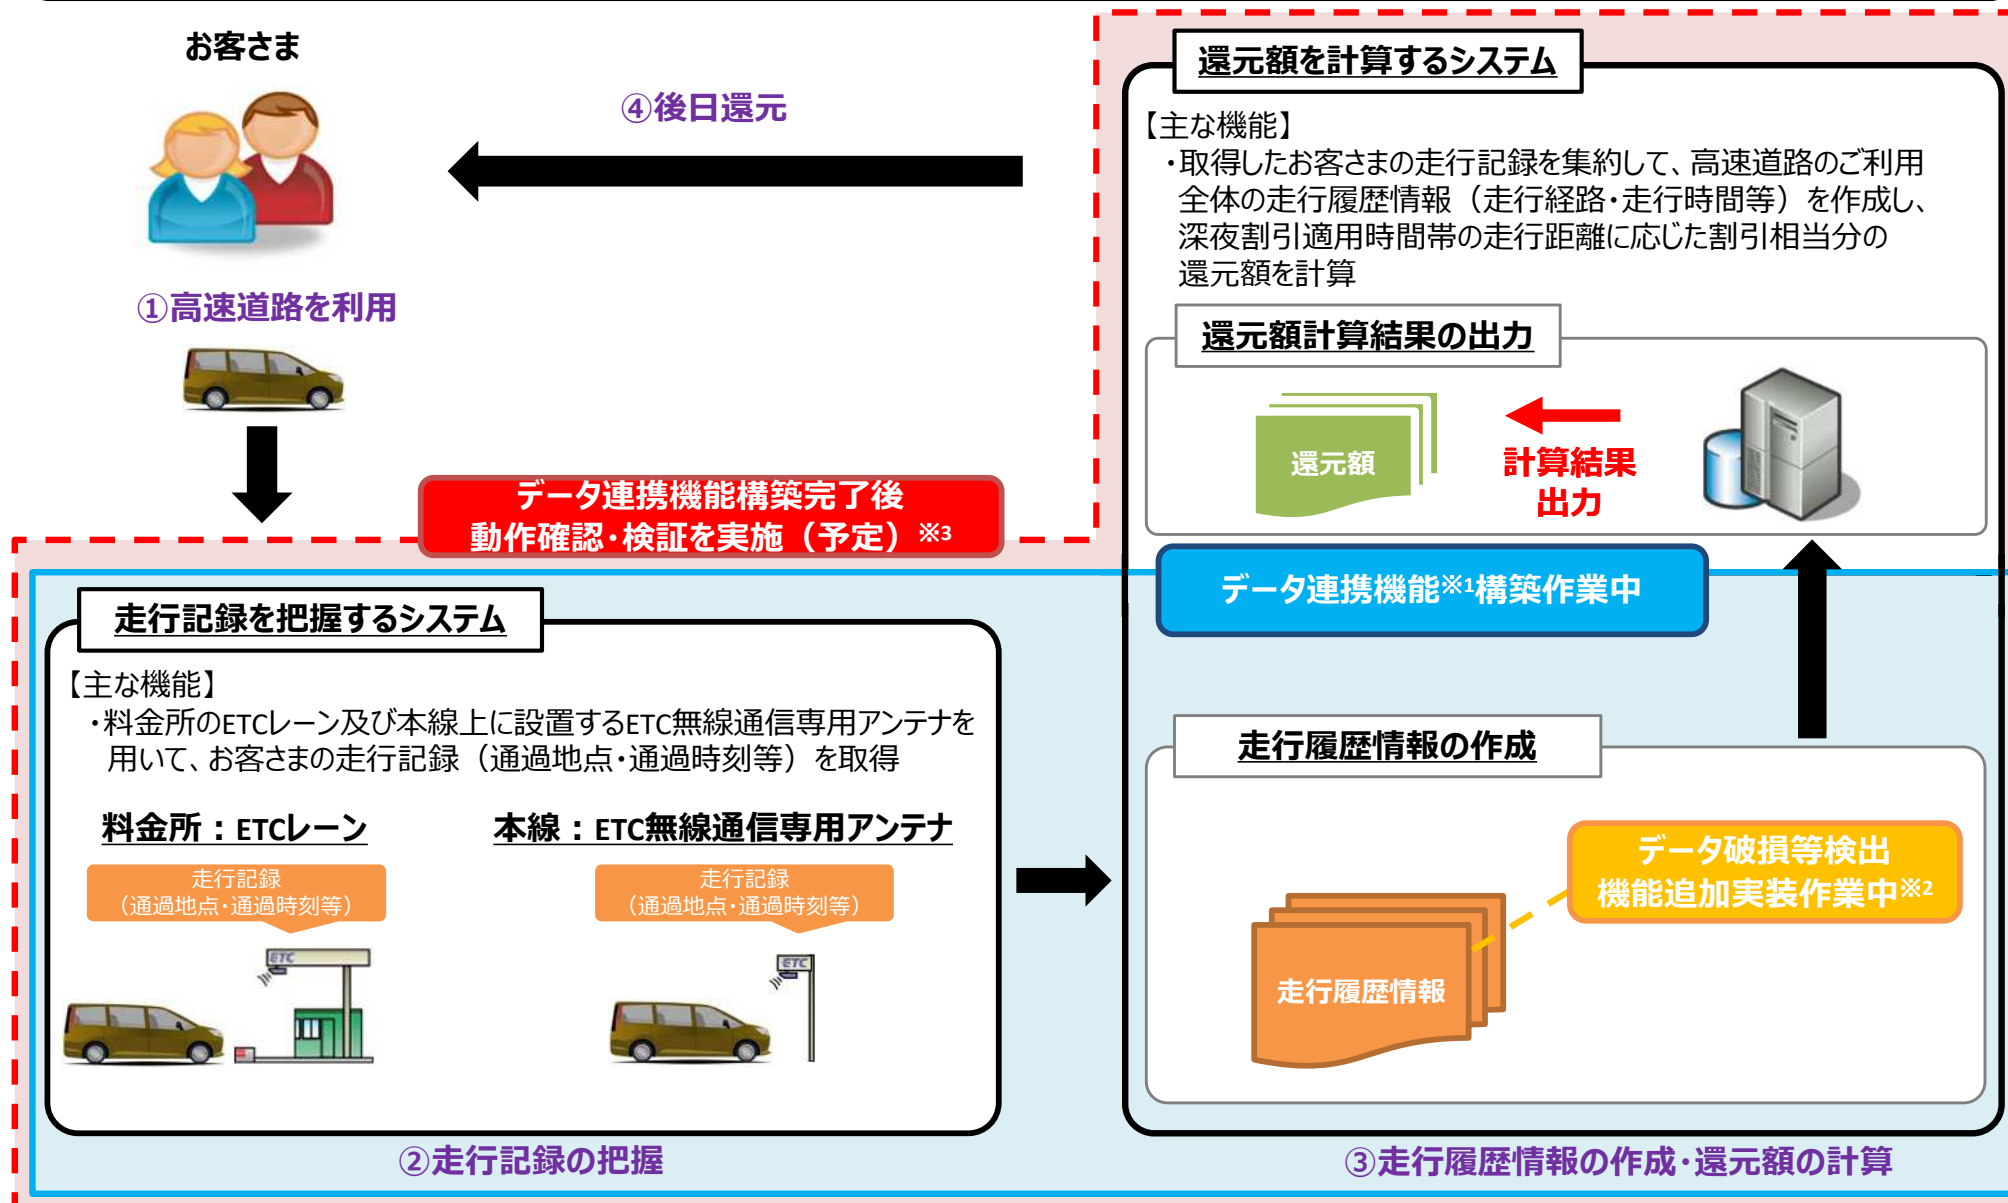 お客さま
④後日還元
①高速道路を利用
データ連携機能構築完了後
動作確認・検証を実施（予定）※3
還元額を計算するシステム
【主な機能】
・取得したお客さまの走行記録を集約して、高速道路のご利用
全体の走行履歴情報（走行経路・走行時間等）を作成し、
深夜割引適用時間帯の走行距離に応じた割引相当分の
還元額を計算
還元額計算結果の出力
還元額
計算結果
出力
データ連携機能※1構築作業中
走行記録を把握するシステム
【主な機能】
・料金所のETCレーン及び本線上に設置するETC無線通信専用アンテナを
用いて、お客さまの走行記録（通過地点・通過時刻等）を取得
料金所：ETCレーン
本線：ETC無線通信専用アンテナ
走行記録
（通過地点・通過時刻等）
走行記録
（通過地点・通過時刻等）
ETC
ETC
走行履歴情報の作成
データ破損等検出
機能追加実装作業中※2
走行履歴情報
②走行記録の把握
③走行履歴情報の作成・還元額の計算